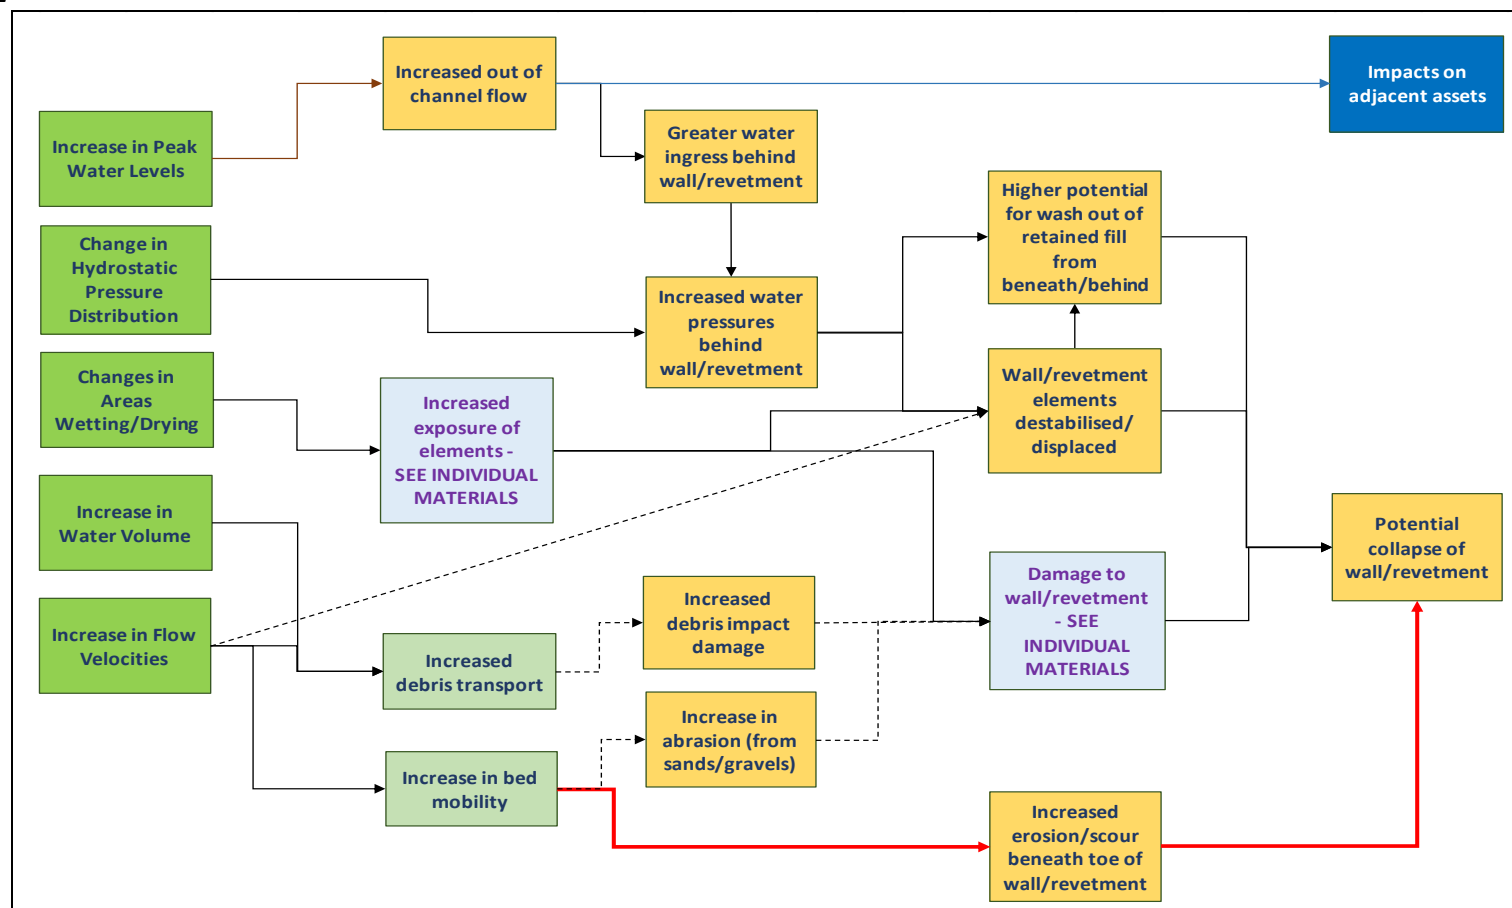 Increase in Peak
Water Levels
Change in
Hydrostatic
Pressure
Distribution
Changes in
Areas
Wetting/Drying
Increase in
Water Volume
Increase in Flow
Velocities
Increased out of
channel flow
Increased
exposure of
elements -
SEE INDIVIDUAL
MATERIALS
Increased
debris transport
Increase in bed
mobility
Greater water
ingress behind
wall/revetment
Increased water
pressures
behind
wall/revetment
Increased
debris impact
damage
Increase in
abrasion (from
sands/gravels)
Higher potential
for wash out of
retained fill
from
beneath/behind
Wall/revetment
elements
destabilised/
displaced
Damage to
wall/revetment
- SEE
INDIVIDUAL
MATERIALS
Increased
erosion/scour
beneath toe of
wall/revetment
Impacts on
adjacent assets
Potential
collapse of
wall/revetment